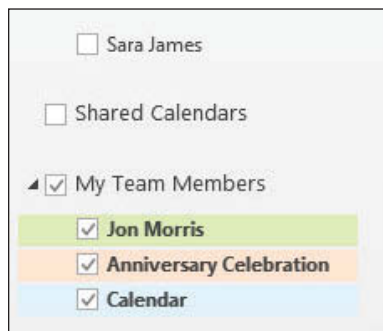 Sara James
Shared Calendars
My Team Members
Jon Morris
Anniversary Celebration
Calendar